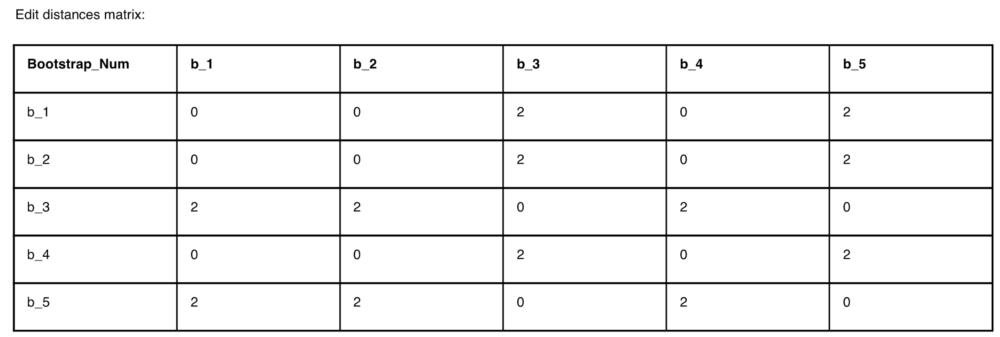 Edit distances matrix:
Bootstrap_Num b_1 b_2 b_3 b_4 b_5
b_1 0 0 2 0 2
b_2 0 0 2 0 2
b_3 2 2 0 2 0
b_4 0 0 2 0 2
b_5 2 2 0 2 0